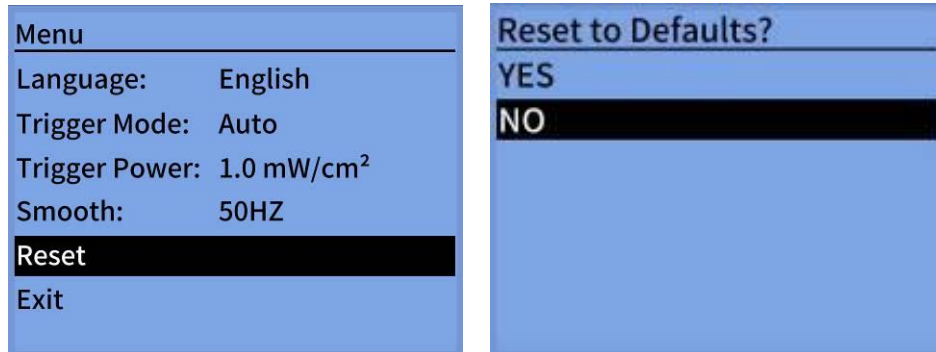 Menu
Language: English
Trigger Mode: Auto
Trigger Power: 1.0 mW/cm²
Smooth: 50HZ
Reset
Exit
Reset to Defaults?
YES
NO